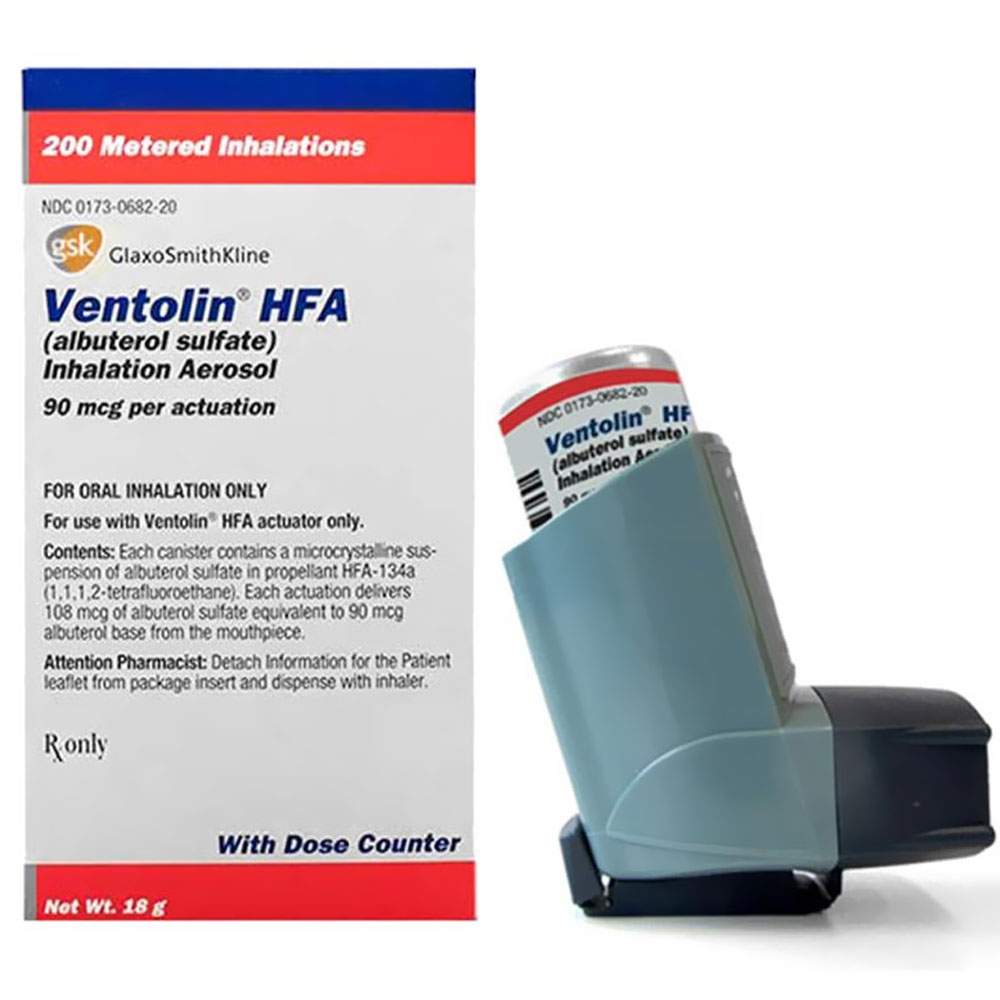 200 Metered Inhalations
NDC 0173-0682-20
gsk GlaxoSmithKline
Ventolin® HFA
(albuterol sulfate)
Inhalation Aerosol
90 mcg per actuation
FOR ORAL INHALATION ONLY
For use with Ventolin® HFA actuator only.
Contents: Each canister contains a microcrystalline sus-
pension of albuterol sulfate in propellant HFA-134a
(1,1,1,2-tetrafluoroethane). Each actuation delivers
108 mcg of albuterol sulfate equivalent to 90 mcg
albuterol base from the mouthpiece.
Attention Pharmacist: Detach Information for the Patient
leaflet from package insert and dispense with inhaler.
Rx only
With Dose Counter
Net Wt. 18 g
NDC 0173-0682-20
Ventolin® HF
(albuterol sulfate)
Inhalation Ae
90